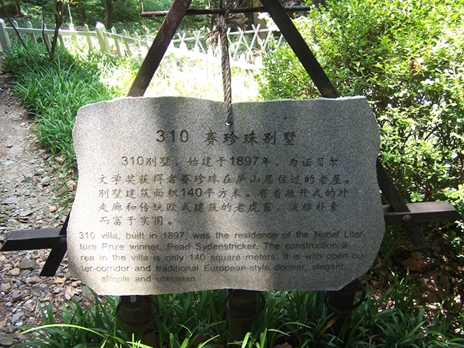 310 赛珍珠别墅
310别墅，始建于1897年，为诺贝尔
文学奖获得者赛珍珠在庐山居住过的老屋。
别墅建筑面积140平方米。有着敞开式的外
走廊和传统欧式建筑的老虎窗，淡雅朴素
而富于实用。
310 villa, built in 1897, was the residence of the Nobel Litera-
ture Prize winner, Pearl Sydenstricker. The construction a-
rea in the villa is only 140 square meters. It is with open ou-
ter-corridor and traditional European-style dormer, elegant,
simple and utilitarian.